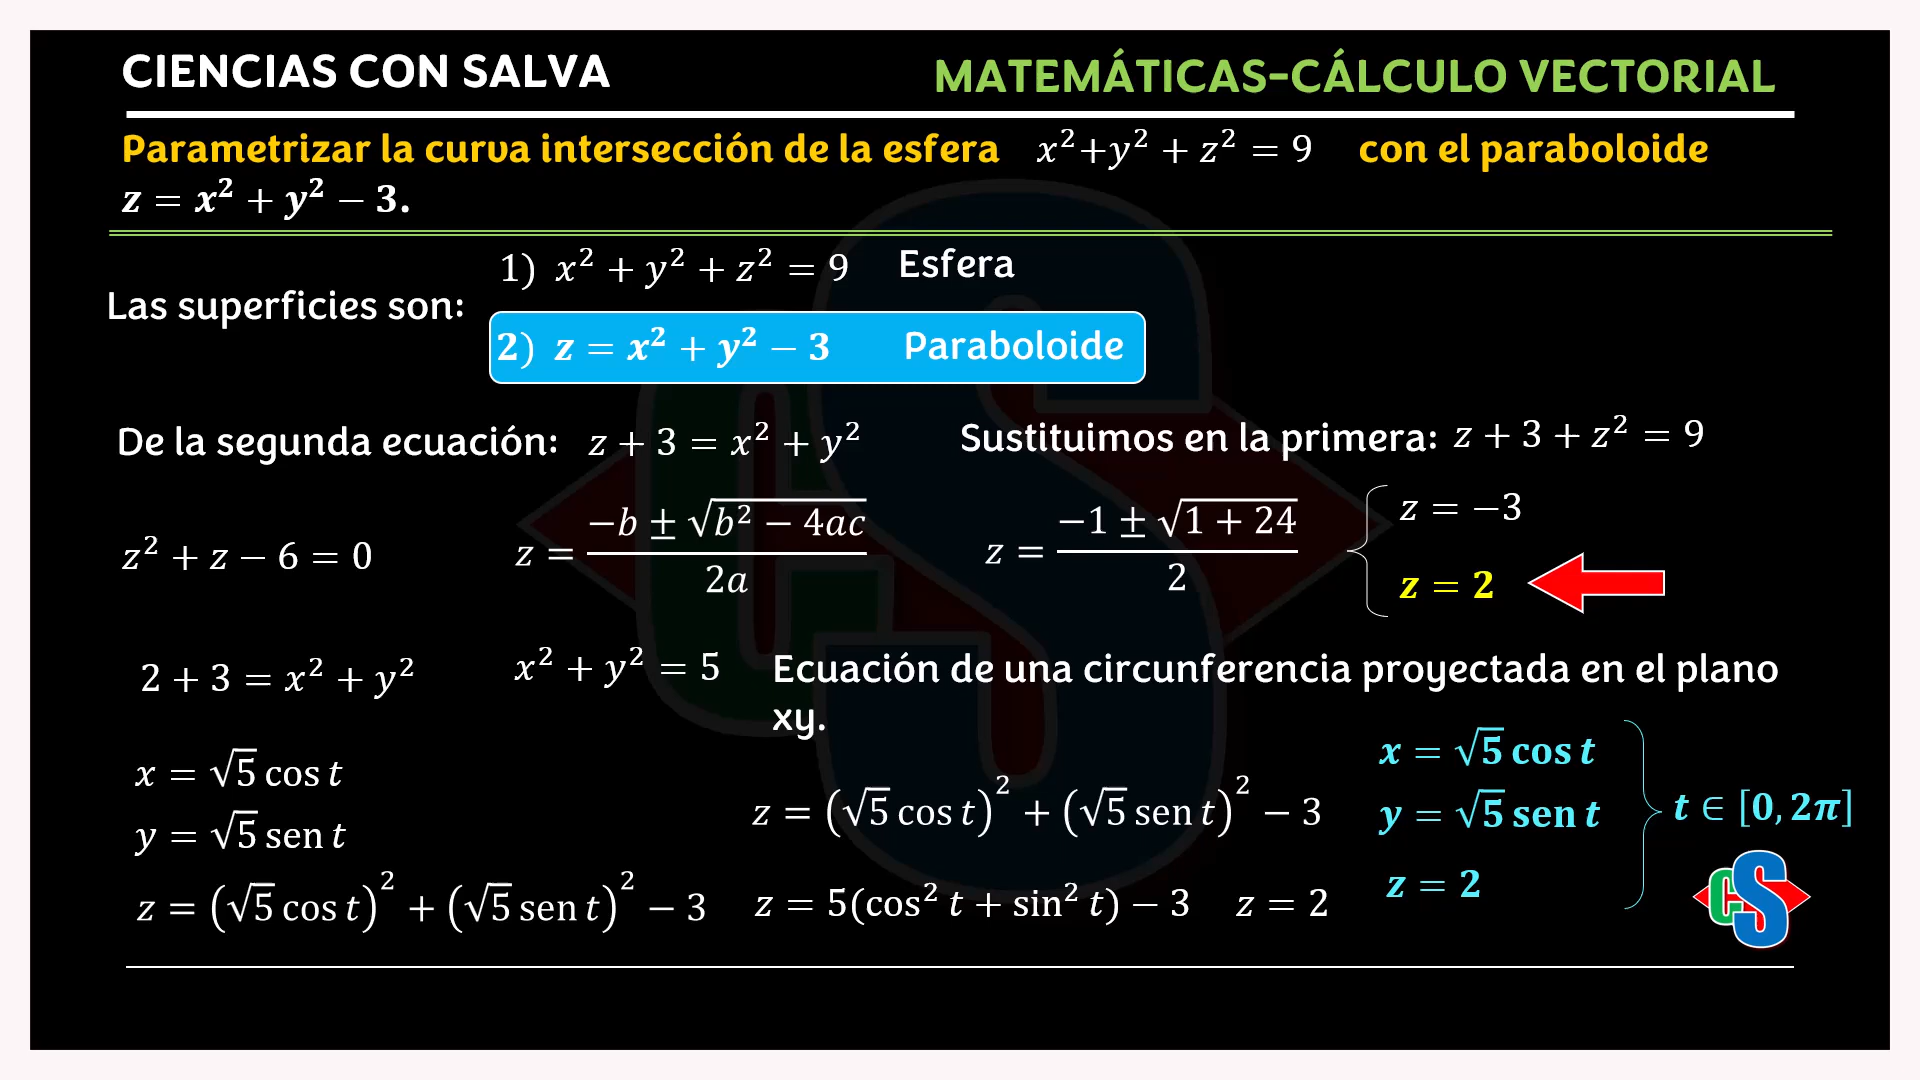 CIENCIAS CON SALVA
MATEMÁTICAS-CÁLCULO VECTORIAL
Parametrizar la curva intersección de la esfera x²+y² + z² = 9 con el paraboloide
z = x² + y² − 3.
1) x² + y² + z² = 9 Esfera
Las superficies son:
2) z = x² + y² − 3 Paraboloide
De la segunda ecuación: z + 3 = x² + y²
Sustituimos en la primera: z + 3 + z² = 9
z² + z − 6 = 0
z = (−b ± √(b² − 4ac))/(2a)
z = (−1 ± √(1 + 24))/2
z = −3
z = 2
2 + 3 = x² + y²
x² + y² = 5
Ecuación de una circunferencia proyectada en el plano
xy.
x = √5 cos t
y = √5 sen t
z = (√5 cos t)² + (√5 sen t)² − 3
z = (√5 cos t)² + (√5 sen t)² − 3
z = 5(cos² t + sin² t) − 3 z = 2
x = √5 cos t
y = √5 sen t
z = 2
t ∈ [0, 2π]
CS